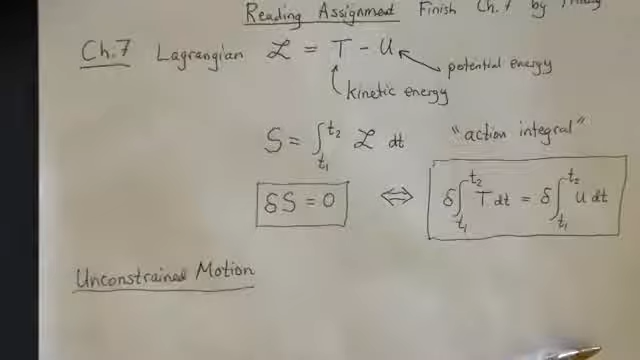 Reading Assignment Finish Ch. 7 by Friday
Ch. 7 Lagrangian ℒ = T - U
potential energy
kinetic energy
S = ∫_{t₁}^{t₂} ℒ dt "action integral"
δS = 0 ⇔ δ∫_{t₁}^{t₂} T dt = δ∫_{t₁}^{t₂} U dt
Unconstrained Motion